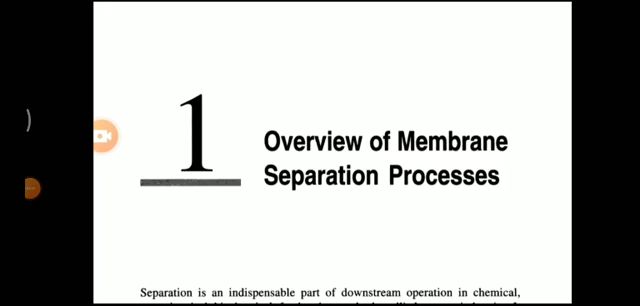 1
Overview of Membrane
Separation Processes
Separation is an indispensable part of downstream operation in chemical,